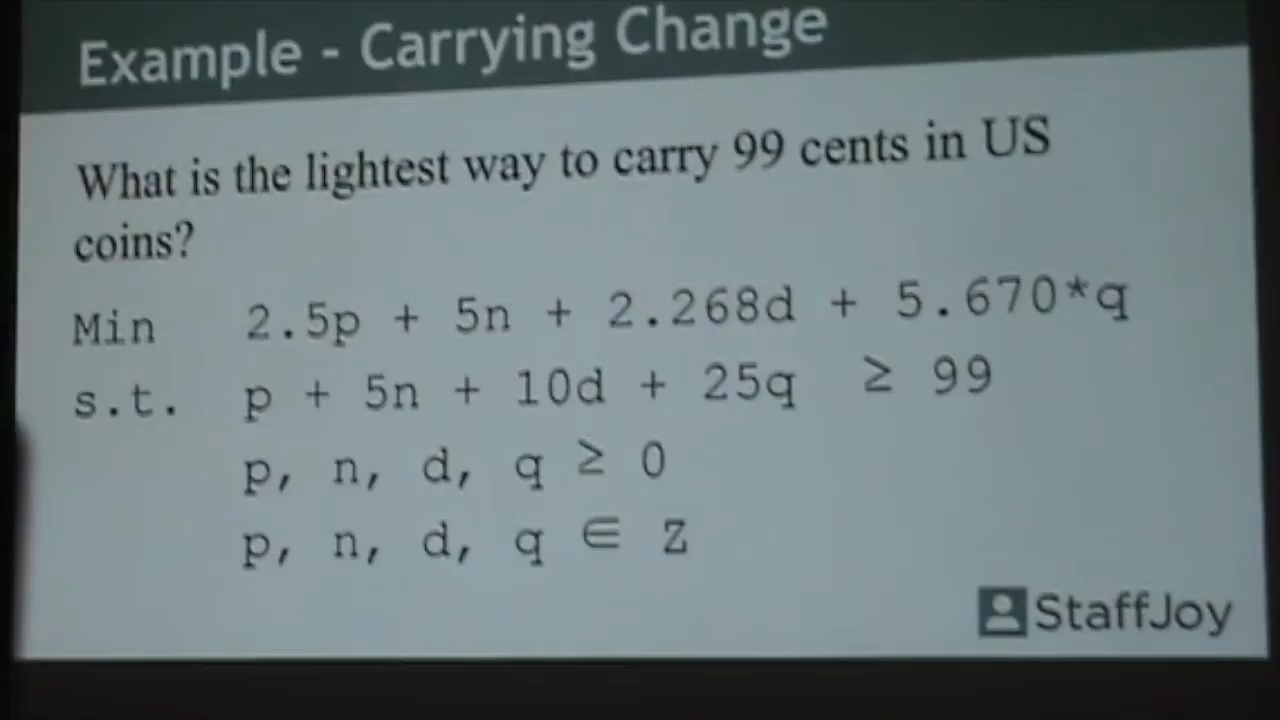 Example - Carrying Change
What is the lightest way to carry 99 cents in US
coins?
Min 2.5p + 5n + 2.268d + 5.670*q
s.t. p + 5n + 10d + 25q ≥ 99
p, n, d, q ≥ 0
p, n, d, q ∈ Z
StaffJoy